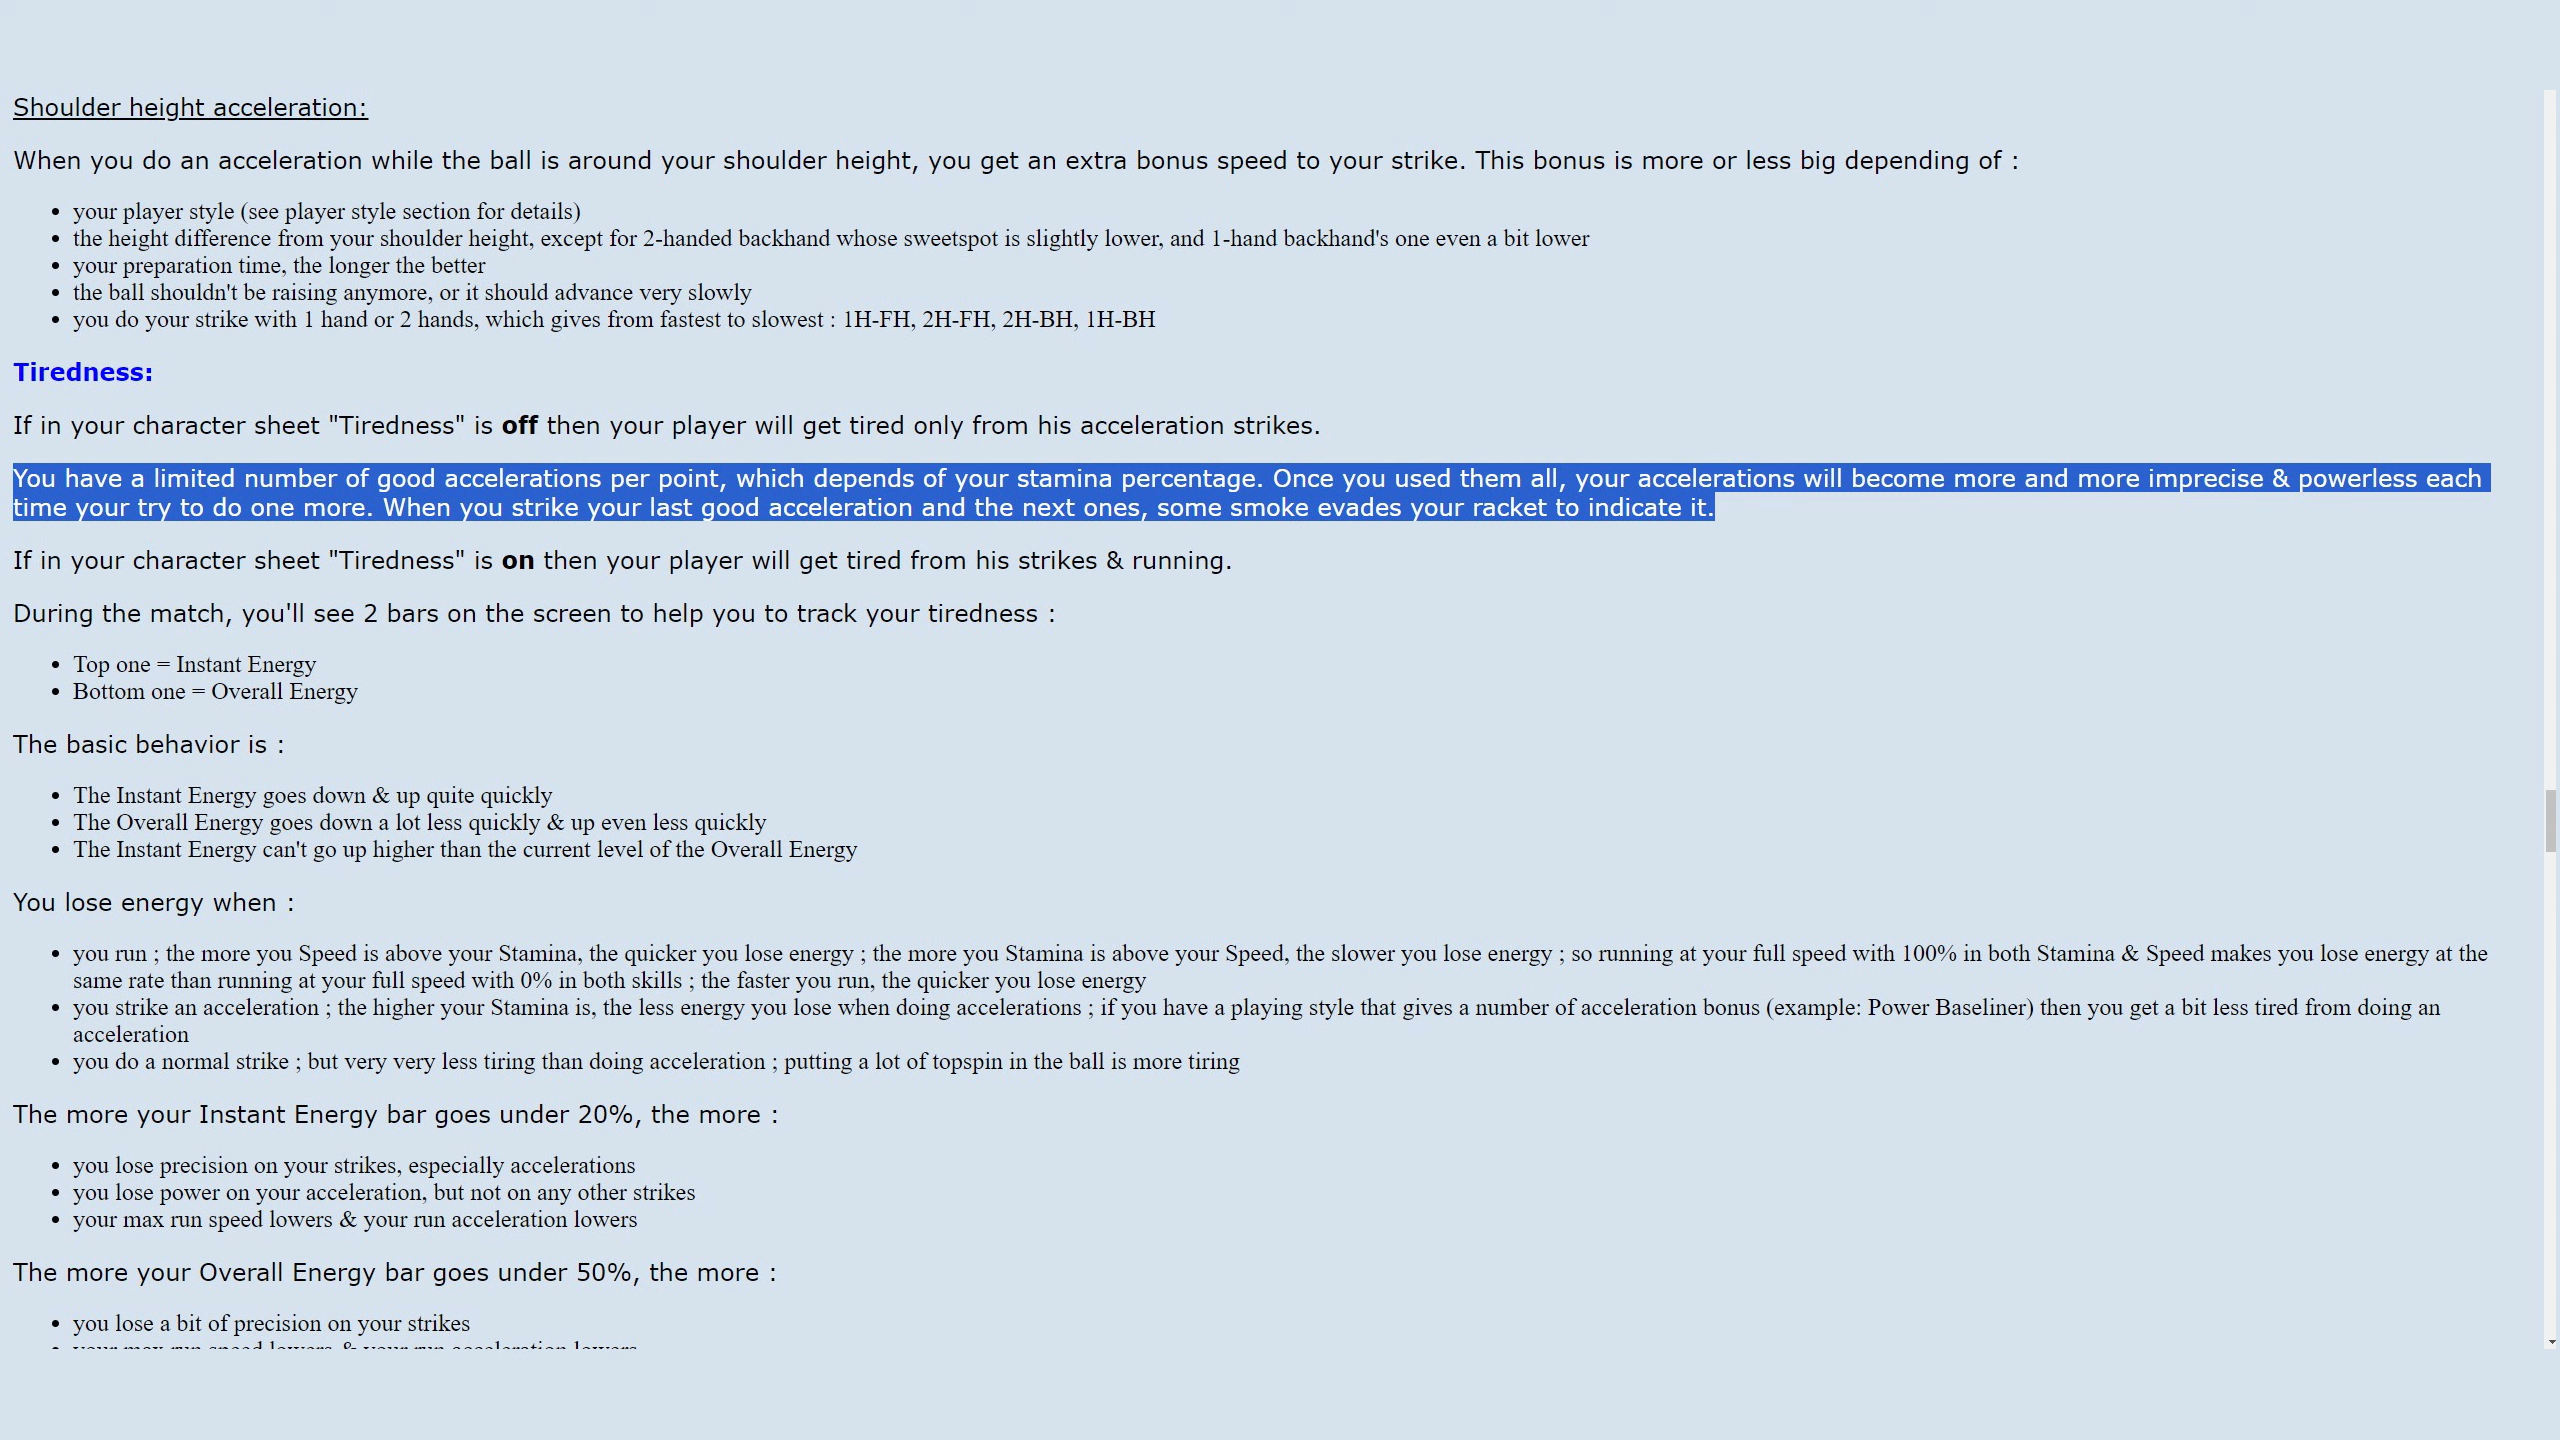 Shoulder height acceleration:
When you do an acceleration while the ball is around your shoulder height, you get an extra bonus speed to your strike. This bonus is more or less big depending of :
• your player style (see player style section for details)
• the height difference from your shoulder height, except for 2-handed backhand whose sweetspot is slightly lower, and 1-hand backhand's one even a bit lower
• your preparation time, the longer the better
• the ball shouldn't be raising anymore, or it should advance very slowly
• you do your strike with 1 hand or 2 hands, which gives from fastest to slowest : 1H-FH, 2H-FH, 2H-BH, 1H-BH
Tiredness:
If in your character sheet "Tiredness" is off then your player will get tired only from his acceleration strikes.
You have a limited number of good accelerations per point, which depends of your stamina percentage. Once you used them all, your accelerations will become more and more imprecise & powerless each
time your try to do one more. When you strike your last good acceleration and the next ones, some smoke evades your racket to indicate it.
If in your character sheet "Tiredness" is on then your player will get tired from his strikes & running.
During the match, you'll see 2 bars on the screen to help you to track your tiredness :
• Top one = Instant Energy
• Bottom one = Overall Energy
The basic behavior is :
• The Instant Energy goes down & up quite quickly
• The Overall Energy goes down a lot less quickly & up even less quickly
• The Instant Energy can't go up higher than the current level of the Overall Energy
You lose energy when :
• you run ; the more you Speed is above your Stamina, the quicker you lose energy ; the more you Stamina is above your Speed, the slower you lose energy ; so running at your full speed with 100% in both Stamina & Speed makes you lose energy at the
same rate than running at your full speed with 0% in both skills ; the faster you run, the quicker you lose energy
• you strike an acceleration ; the higher your Stamina is, the less energy you lose when doing accelerations ; if you have a playing style that gives a number of acceleration bonus (example: Power Baseliner) then you get a bit less tired from doing an
acceleration
• you do a normal strike ; but very very less tiring than doing acceleration ; putting a lot of topspin in the ball is more tiring
The more your Instant Energy bar goes under 20%, the more :
• you lose precision on your strikes, especially accelerations
• you lose power on your acceleration, but not on any other strikes
• your max run speed lowers & your run acceleration lowers
The more your Overall Energy bar goes under 50%, the more :
• you lose a bit of precision on your strikes
• your max run speed lowers & your run acceleration lowers